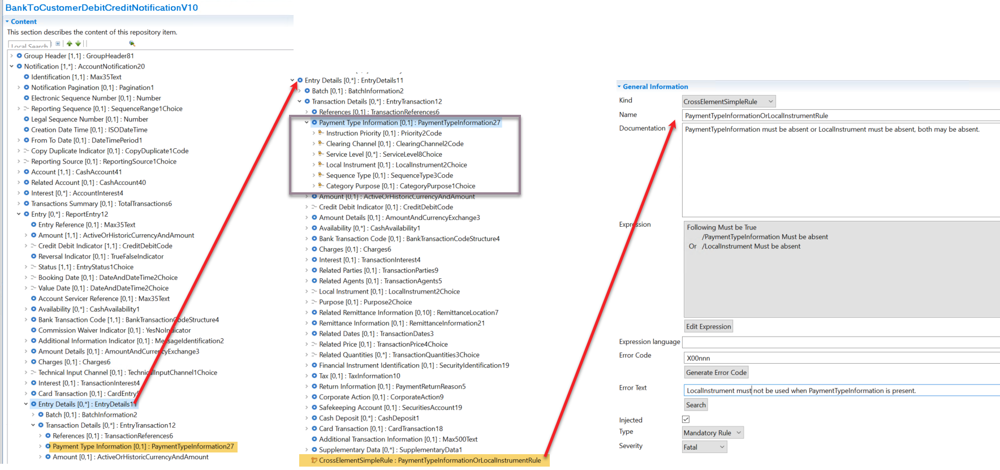 BankToCustomerDebitCreditNotificationV10
Content
This section describes the content of this repository item.
Local Search
Group Header [1,1] : GroupHeader81
Notification [1,*] : AccountNotification20
Identification [1,1] : Max35Text
Notification Pagination [0,1] : Pagination1
Electronic Sequence Number [0,1] : Number
Reporting Sequence [0,1] : SequenceRange1Choice
Legal Sequence Number [0,1] : Number
Creation Date Time [0,1] : ISODateTime
From To Date [0,1] : DateTimePeriod1
Copy Duplicate Indicator [0,1] : CopyDuplicate1Code
Reporting Source [0,1] : ReportingSource1Choice
Account [1,1] : CashAccount41
Related Account [0,1] : CashAccount40
Interest [0,*] : AccountInterest4
Transactions Summary [0,1] : TotalTransactions6
Entry [0,*] : ReportEntry12
Entry Reference [0,1] : Max35Text
Amount [1,1] : ActiveOrHistoricCurrencyAndAmount
Credit Debit Indicator [1,1] : CreditDebitCode
Reversal Indicator [0,1] : TrueFalseIndicator
Status [1,1] : EntryStatus1Choice
Booking Date [0,1] : DateAndDateTime2Choice
Value Date [0,1] : DateAndDateTime2Choice
Account Servicer Reference [0,1] : Max35Text
Availability [0,*] : CashAvailability1
Bank Transaction Code [1,1] : BankTransactionCodeStructure4
Commission Waiver Indicator [0,1] : YesNoIndicator
Additional Information Indicator [0,1] : MessageIdentification2
Amount Details [0,1] : AmountAndCurrencyExchange3
Charges [0,1] : Charges6
Technical Input Channel [0,1] : TechnicalInputChannel1Choice
Interest [0,1] : TransactionInterest4
Card Transaction [0,1] : CardEntry5
Entry Details [0,*] : EntryDetails11
Batch [0,1] : BatchInformation2
Transaction Details [0,*] : EntryTransaction12
References [0,1] : TransactionReferences6
Payment Type Information [0,1] : PaymentTypeInformation27
Amount [0,1] : ActiveOrHistoricCurrencyAndAmount
Entry Details [0,*] : EntryDetails11
Batch [0,1] : BatchInformation2
Transaction Details [0,*] : EntryTransaction12
References [0,1] : TransactionReferences6
Payment Type Information [0,1] : PaymentTypeInformation27
Instruction Priority [0,1] : Priority2Code
Clearing Channel [0,1] : ClearingChannel2Code
Service Level [0,*] : ServiceLevel8Choice
Local Instrument [0,1] : LocalInstrument2Choice
Sequence Type [0,1] : SequenceType3Code
Category Purpose [0,1] : CategoryPurpose1Choice
Amount [0,1] : ActiveOrHistoricCurrencyAndAmount
Credit Debit Indicator [0,1] : CreditDebitCode
Amount Details [0,1] : AmountAndCurrencyExchange3
Availability [0,*] : CashAvailability1
Bank Transaction Code [0,1] : BankTransactionCodeStructure4
Charges [0,1] : Charges6
Interest [0,1] : TransactionInterest4
Related Parties [0,1] : TransactionParties9
Related Agents [0,1] : TransactionAgents5
Local Instrument [0,1] : LocalInstrument2Choice
Purpose [0,1] : Purpose2Choice
Related Remittance Information [0,10] : RemittanceLocation7
Remittance Information [0,1] : RemittanceInformation21
Related Dates [0,1] : TransactionDates3
Related Price [0,1] : TransactionPrice4Choice
Related Quantities [0,*] : TransactionQuantities3Choice
Financial Instrument Identification [0,1] : SecurityIdentification19
Tax [0,1] : TaxInformation10
Return Information [0,1] : PaymentReturnReason5
Corporate Action [0,1] : CorporateAction9
Safekeeping Account [0,1] : SecuritiesAccount19
Cash Deposit [0,*] : CashDeposit1
Card Transaction [0,1] : CardTransaction18
Additional Transaction Information [0,1] : Max500Text
Supplementary Data [0,*] : SupplementaryData1
CrossElementSimpleRule : PaymentTypeInformationOrLocalInstrumentRule
General Information
Kind CrossElementSimpleRule
Name PaymentTypeInformationOrLocalInstrumentRule
Documentation PaymentTypeInformation must be absent or LocalInstrument must be absent, both may be absent.
Expression Following Must be True
/PaymentTypeInformation Must be absent
Or /LocalInstrument Must be absent
Edit Expression
Expression language
Error Code X00nnn
Generate Error Code
Error Text LocalInstrument must not be used when PaymentTypeInformation is present.
Search
Injected
Type Mandatory Rule
Severity Fatal